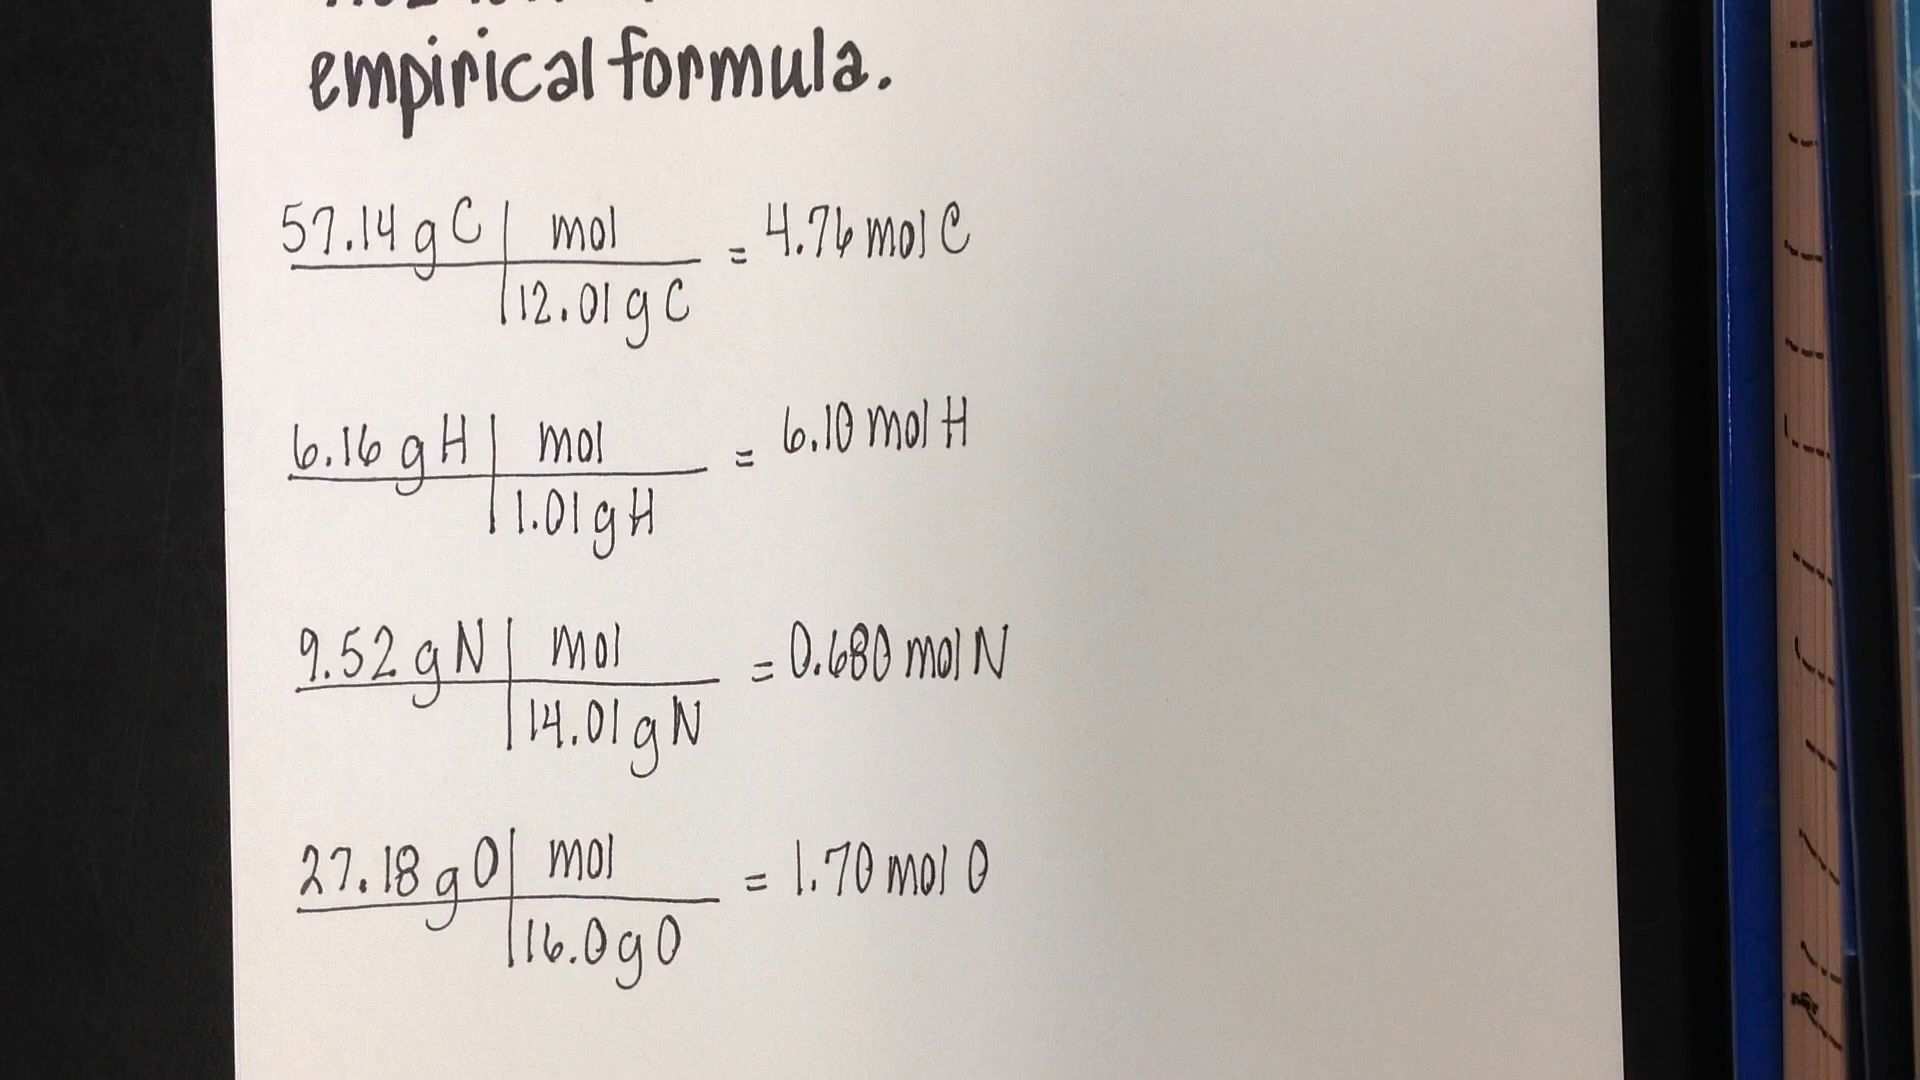 empirical formula.
57.14 g C | mol = 4.76 mol C
12.01 g C
6.16 g H | mol = 6.10 mol H
1.01 g H
9.52 g N | mol = 0.680 mol N
14.01 g N
27.18 g O | mol = 1.70 mol O
16.0 g O